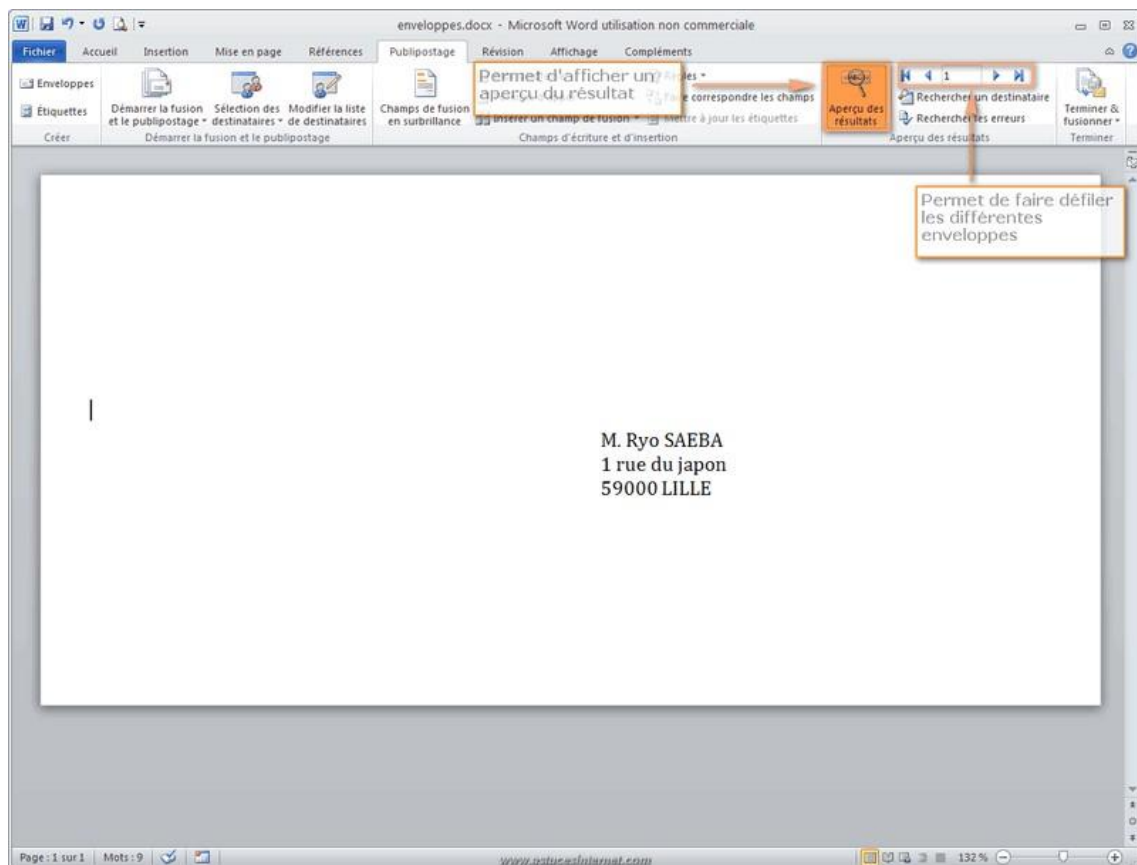 enveloppes.docx - Microsoft Word utilisation non commerciale
Fichier Accueil Insertion Mise en page Références Publipostage Révision Affichage Compléments
Enveloppes
Étiquettes
Créer
Démarrer la fusion et le publipostage
Sélection des destinataires
Modifier la liste de destinataires
Démarrer la fusion et le publipostage
Champs de fusion en surbrillance
Permet d'afficher un
aperçu du résultat
correspondre les champs
Insérer un champ de fusion
Mettre à jour les étiquettes
Champs d'écriture et d'insertion
Aperçu des
résultats
1
Rechercher un destinataire
Rechercher les erreurs
Aperçu des résultats
Terminer &
fusionner
Terminer
Permet de faire défiler
les différentes
enveloppes
M. Ryo SAEBA
1 rue du japon
59000 LILLE
Page : 1 sur 1 Mots : 9
www.astucesinternet.com
132 %